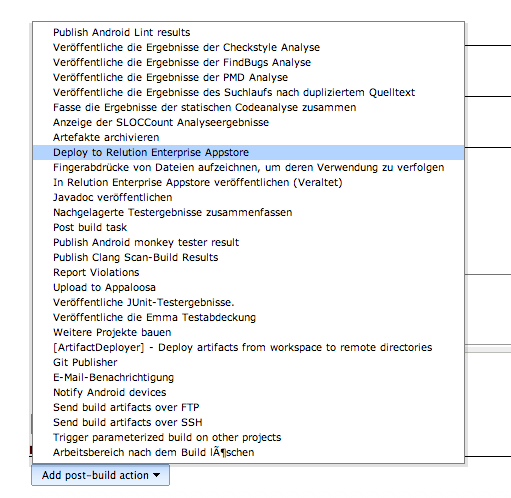 Publish Android Lint results
Veröffentliche die Ergebnisse der Checkstyle Analyse
Veröffentliche die Ergebnisse der FindBugs Analyse
Veröffentliche die Ergebnisse der PMD Analyse
Veröffentliche die Ergebnisse des Suchlaufs nach dupliziertem Quelltext
Fasse die Ergebnisse der statischen Codeanalyse zusammen
Anzeige der SLOCCount Analyseergebnisse
Artefakte archivieren
Deploy to Relution Enterprise Appstore
Fingerabdrücke von Dateien aufzeichnen, um deren Verwendung zu verfolgen
In Relution Enterprise Appstore veröffentlichen (Veraltet)
Javadoc veröffentlichen
Nachgelagerte Testergebnisse zusammenfassen
Post build task
Publish Android monkey tester result
Publish Clang Scan-Build Results
Report Violations
Upload to Appaloosa
Veröffentliche JUnit-Testergebnisse.
Veröffentliche die Emma Testabdeckung
Weitere Projekte bauen
[ArtifactDeployer] - Deploy artifacts from workspace to remote directories
Git Publisher
E-Mail-Benachrichtigung
Notify Android devices
Send build artifacts over FTP
Send build artifacts over SSH
Trigger parameterized build on other projects
Arbeitsbereich nach dem Build lÃ¶schen
Add post-build action